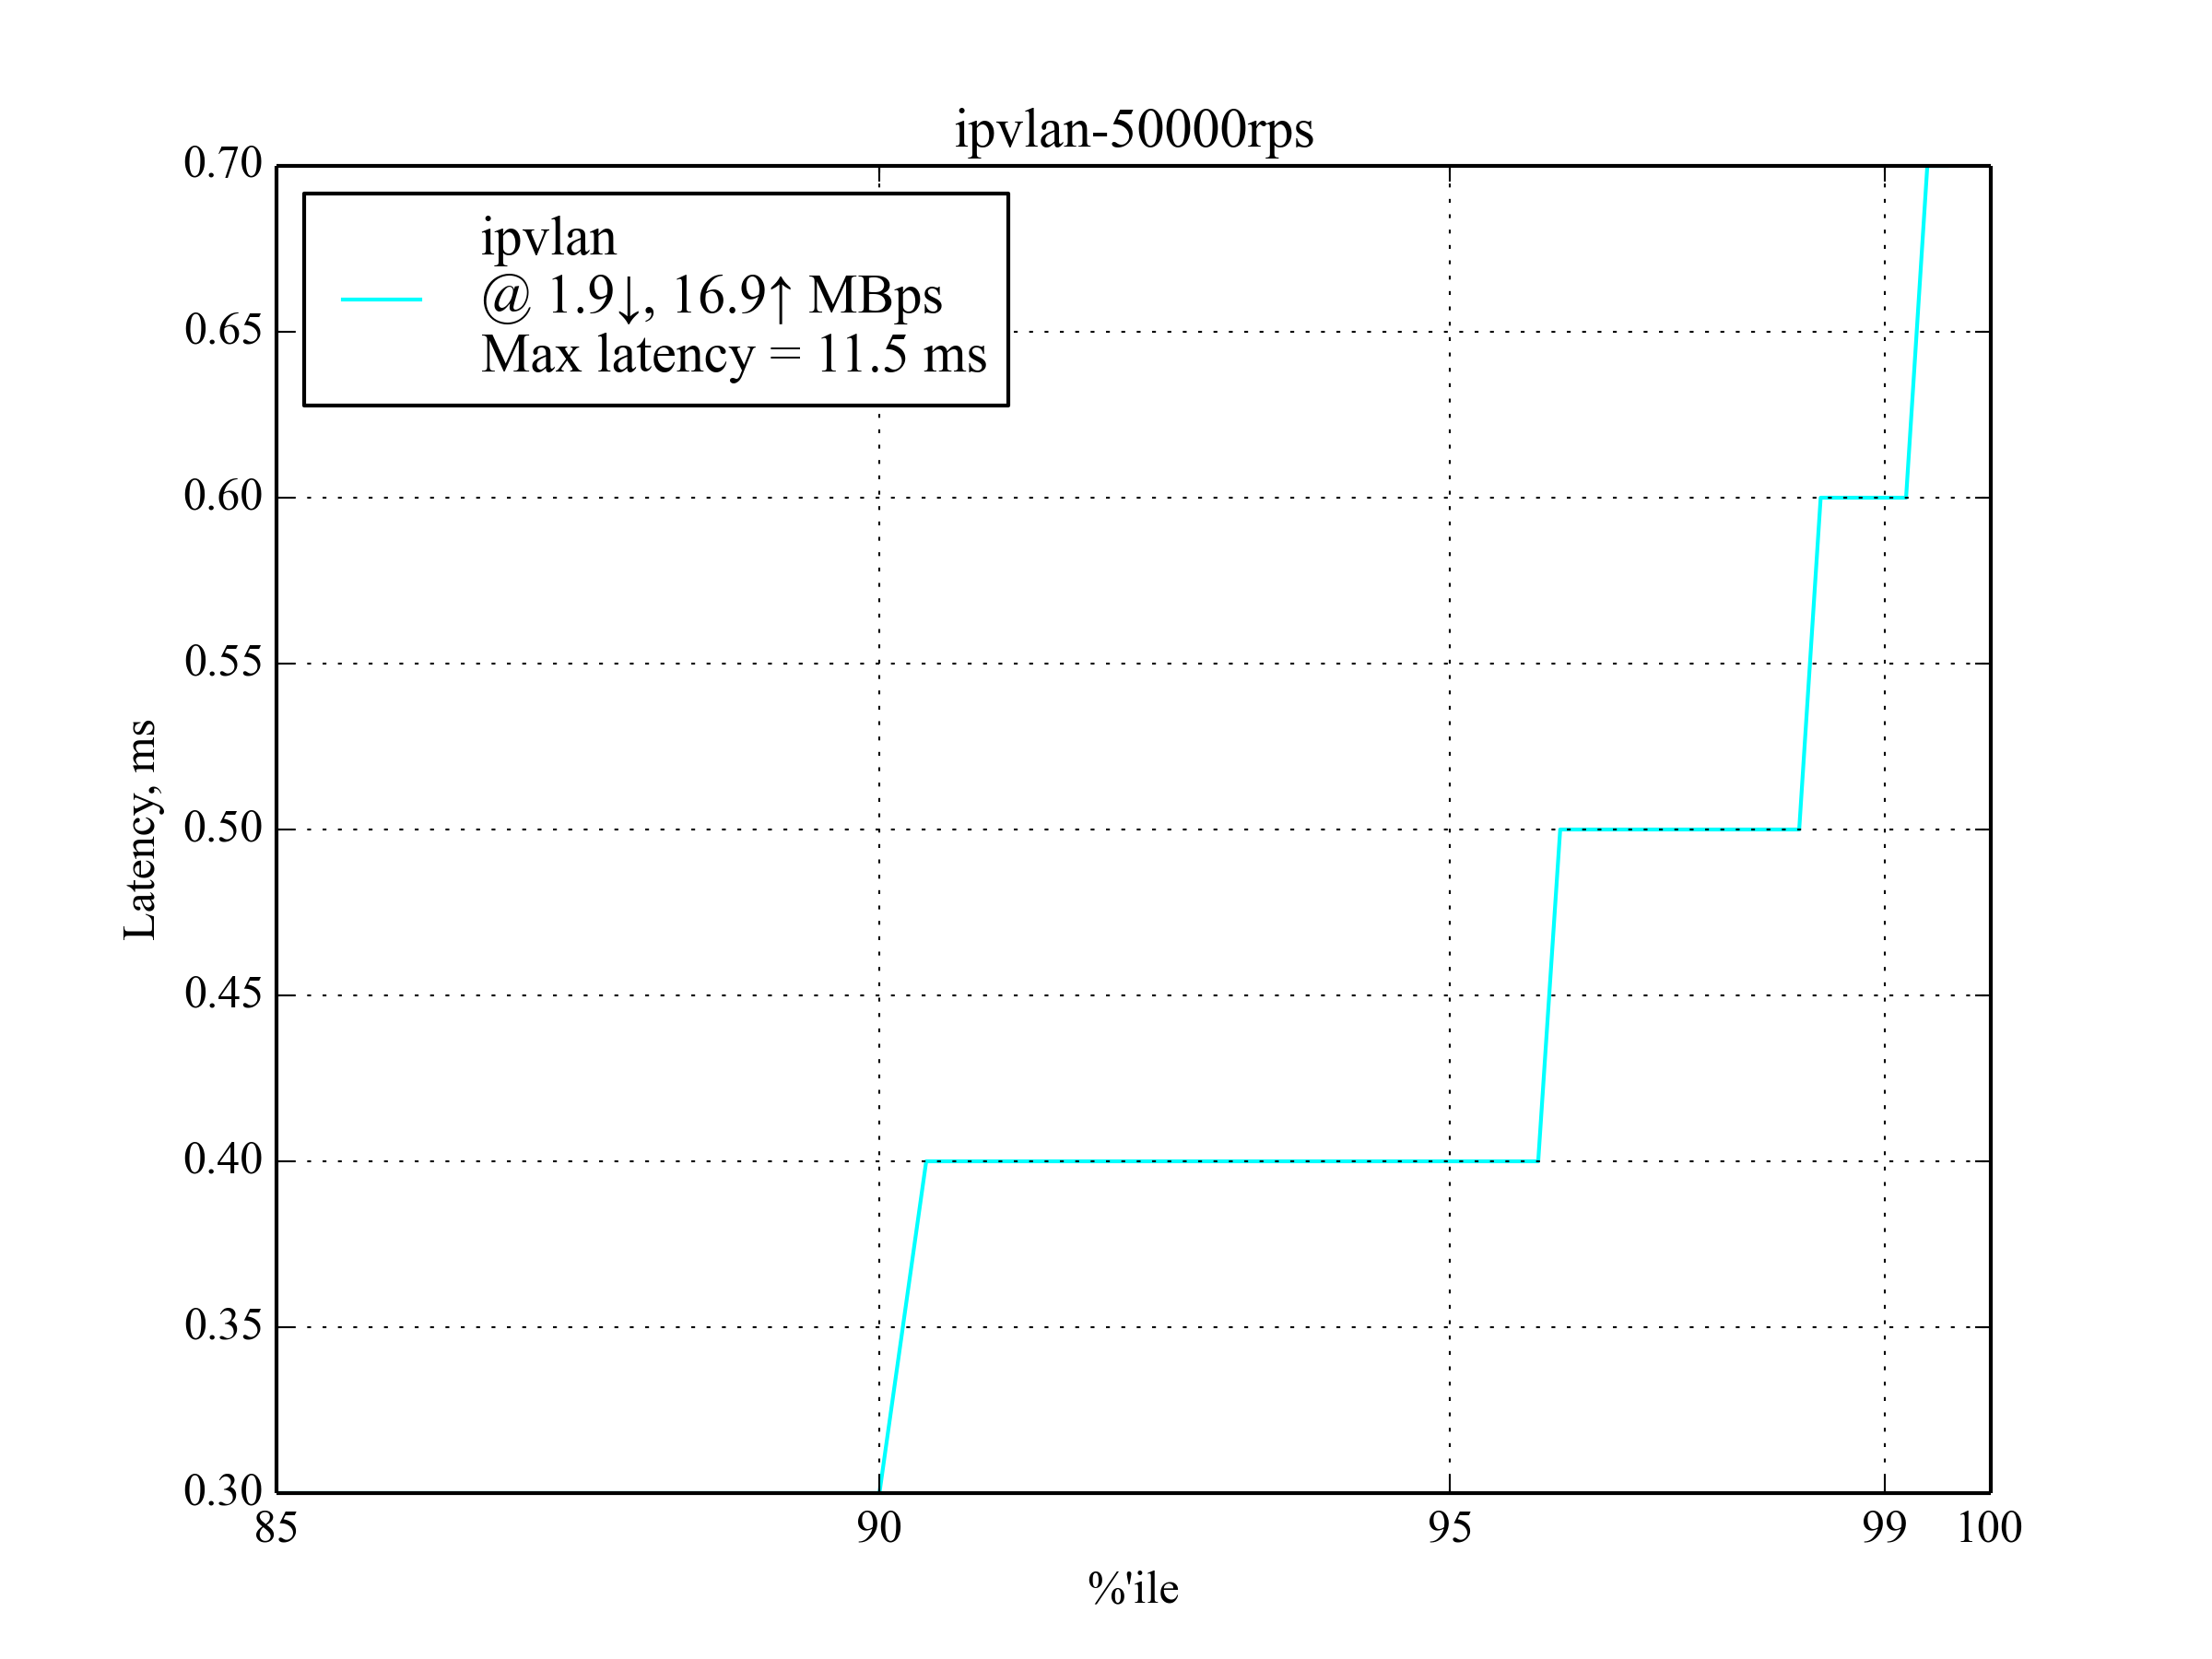 ipvlan-50000rps
ipvlan
@ 1.9↓, 16.9↑ MBps
Max latency = 11.5 ms
0.70
0.65
0.60
0.55
0.50
0.45
0.40
0.35
0.30
Latency, ms
85 90 95 99 100
%'ile